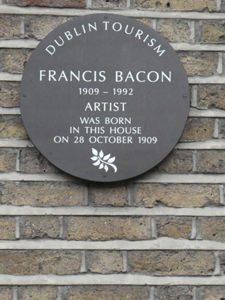 DUBLIN TOURISM
FRANCIS BACON
1909 – 1992
ARTIST
WAS BORN
IN THIS HOUSE
ON 28 OCTOBER 1909